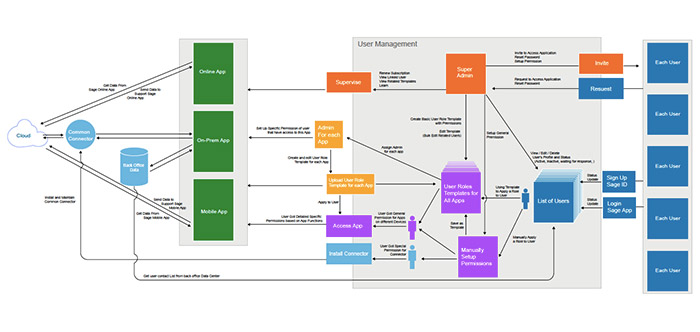 User Management
Get Data From
Sage Online App
Send Data to
Support Sage
Online App
Online App
Supervise
Renew Subscription
View Linked User
View Related Templates
Learn
Super
Admin
Invite to Access Application
Reset Password
Setup Permission
Invite
Each User
Request to Access Application
Reset Password
Request
Cloud
Common
Connector
On-Prem App
Back Office
Data
Set Up Specific Permission of user
that have access to this App
Admin
For each
App
Create Basic User Role Template
with Permissions
Edit Template
(Bulk Edit Related Users)
Setup General
Permission
Assign Admin
for each App
View / Edit / Delete
User's Profile and Status
Each User
Create and edit User Role
Template for each App
Upload User Role
Template for each App
User Roles
Templates for
All Apps
Using Template
to Apply a Role
to User
List of Users
Status
Update
Sign Up
Sage ID
Each User
Install and Maintain
Common Connector
Send Data to
Support Sage
Mobile App
Get Data From
Sage Mobile App
Mobile App
Apply to User
User Got Detailed Specific
Permissions based on App Functions
Access App
User Got General
Permission for Apps
on different Devices
Save as
Template
Status
Update
Login
Sage App
Each User
Manually Apply
a Role to User
Install Connector
User Got Special
Permission for
Connector
Manually
Setup
Permissions
Each User
Get user contact List from back office Data Center